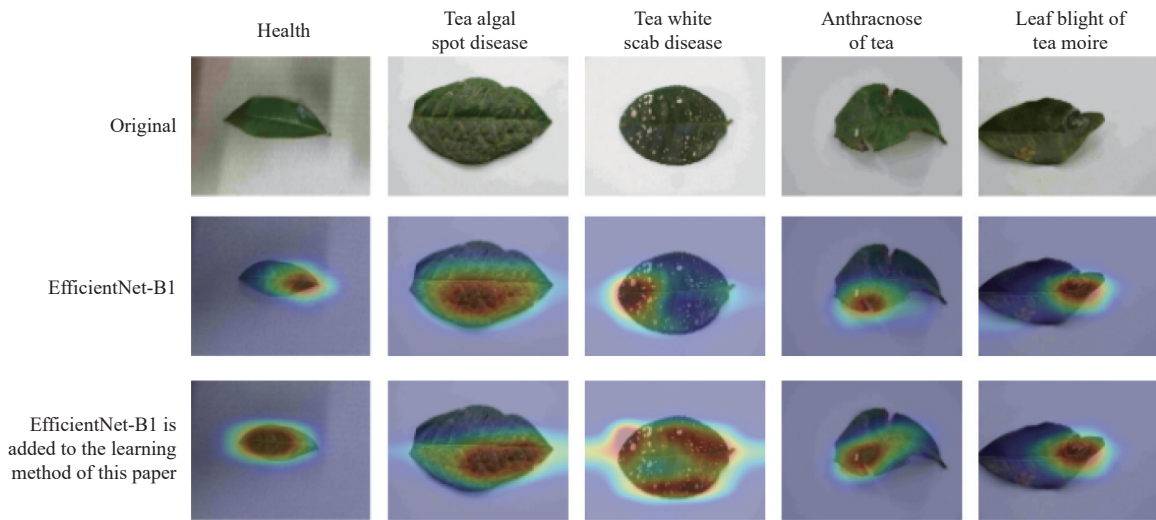 Health
Tea algal
spot disease
Tea white
scab disease
Anthracnose
of tea
Leaf blight of
tea moire
Original
EfficientNet-B1
EfficientNet-B1 is
added to the learning
method of this paper